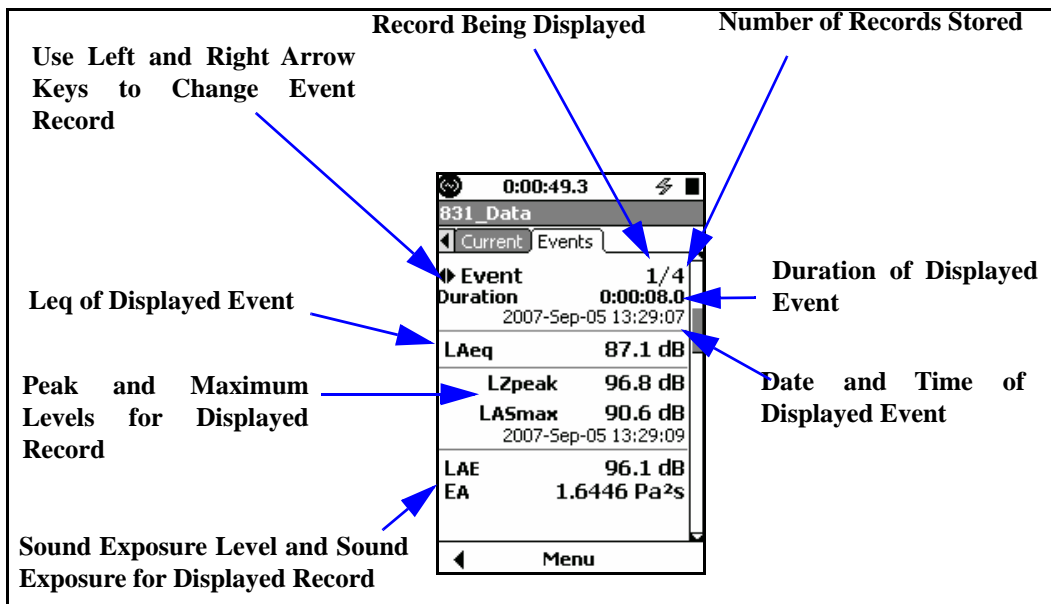 Record Being Displayed
Number of Records Stored
Use Left and Right Arrow
Keys to Change Event
Record
0:00:49.3
831_Data
Current Events
Event 1/4
Duration 0:00:08.0
2007-Sep-05 13:29:07
Duration of Displayed
Event
Leq of Displayed Event
LAeq 87.1 dB
Peak and Maximum
Levels for Displayed
Record
LZpeak 96.8 dB
LASmax 90.6 dB
2007-Sep-05 13:29:09
Date and Time of
Displayed Event
LAE 96.1 dB
EA 1.6446 Pa²s
Sound Exposure Level and Sound
Exposure for Displayed Record
Menu